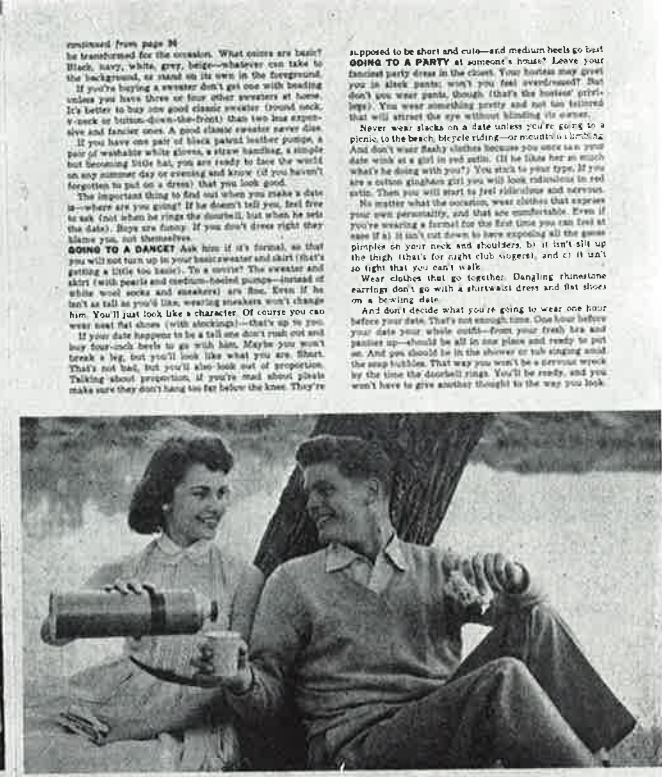 continued from page 36
be transformed for the occasion. What colors are basic?
Black, navy, white, grey, beige—whatever can take to
the background, or stand on its own in the foreground.
If you're buying a sweater don't get one with beading
unless you have three or four other sweaters at home.
It's better to buy one good classic sweater (round neck,
v-neck or button-down-the-front) than two less expen-
sive and fancier ones. A good classic sweater never dies.
If you have one pair of black patent leather pumps, a
pair of washable white gloves, a straw handbag, a simple
but becoming little hat, you are ready to face the world
on any summer day or evening and know (if you haven't
forgotten to put on a dress) that you look good.
The important thing to find out when you make a date
is—where are you going? If he doesn't tell you, feel free
to ask (not when he rings the doorbell, but when he sets
the date). Boys are funny. If you don't dress right they
blame you, not themselves.
GOING TO A DANCE? Ask him if it's formal, so that
you will not turn up in your basic sweater and skirt (that's
getting a little too basic). To a movie? The sweater and
skirt (with pearls and medium-heeled pumps—instead of
white wool socks and sneakers) are fine. Even if he
isn't as tall as you'd like, wearing sneakers won't change
him. You'll just look like a character. Of course you can
wear neat flat shoes (with stockings)—that's up to you.
If your date happens to be a tall one don't rush out and
buy four-inch heels to go with him. Maybe you won't
break a leg, but you'll look like what you are. Short.
That's not bad, but you'll also look out of proportion.
Talking about proportion, if you're mad about pleats
make sure they don't hang too far below the knee. They're
supposed to be short and cute—and medium heels go best
GOING TO A PARTY at someone's house? Leave your
fanciest party dress in the closet. Your hostess may greet
you in sleek pants; won't you feel overdressed? But
don't you wear pants, though (that's the hostess' privi-
lege). You wear something pretty and not too tailored
that will attract the eye without blinding its owner.
Never wear slacks on a date unless you're going to a
picnic, to the beach, bicycle riding—or mountain climbing
And don't wear flashy clothes because you once saw your
date wink at a girl in red satin. (If he likes her so much
what's he doing with you?) You stick to your type. If you
are a cotton gingham girl you will look ridiculous in red
satin. Then you will start to feel ridiculous and nervous.
No matter what the occasion, wear clothes that express
your own personality, and that are comfortable. Even if
you're wearing a formal for the first time you can feel at
ease if a) it isn't cut down to here exposing all the goose
pimples on your neck and shoulders, b) it isn't slit up
the thigh (that's for night club singers), and c) it isn't
so tight that you can't walk.
Wear clothes that go together. Dangling rhinestone
earrings don't go with a shirtwaist dress and flat shoes
on a bowling date.
And don't decide what you're going to wear one hour
before your date. That's not enough time. One hour before
your date your whole outfit—from your fresh bra and
panties up—should be all in one place and ready to put
on. And you should be in the shower or tub singing amid
the soap bubbles. That way you won't be a nervous wreck
by the time the doorbell rings. You'll be ready, and you
won't have to give another thought to the way you look.